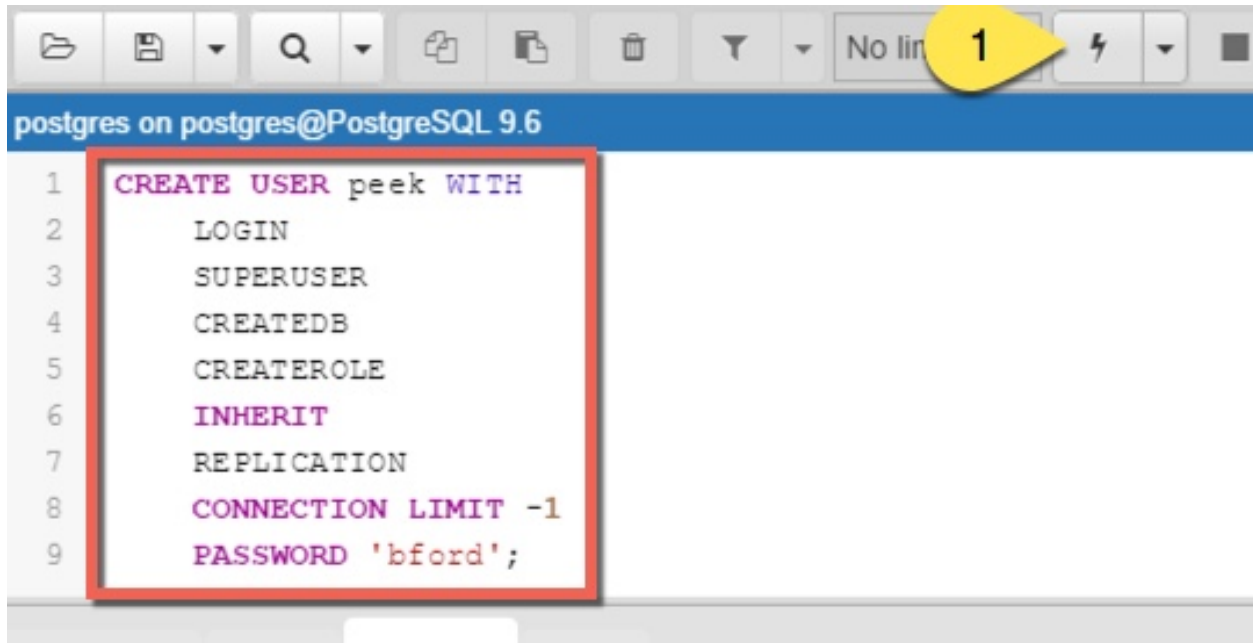 No lin
1
postgres on postgres@PostgreSQL 9.6
1 CREATE USER peek WITH
2 LOGIN
3 SUPERUSER
4 CREATEDB
5 CREATEROLE
6 INHERIT
7 REPLICATION
8 CONNECTION LIMIT -1
9 PASSWORD 'bford';